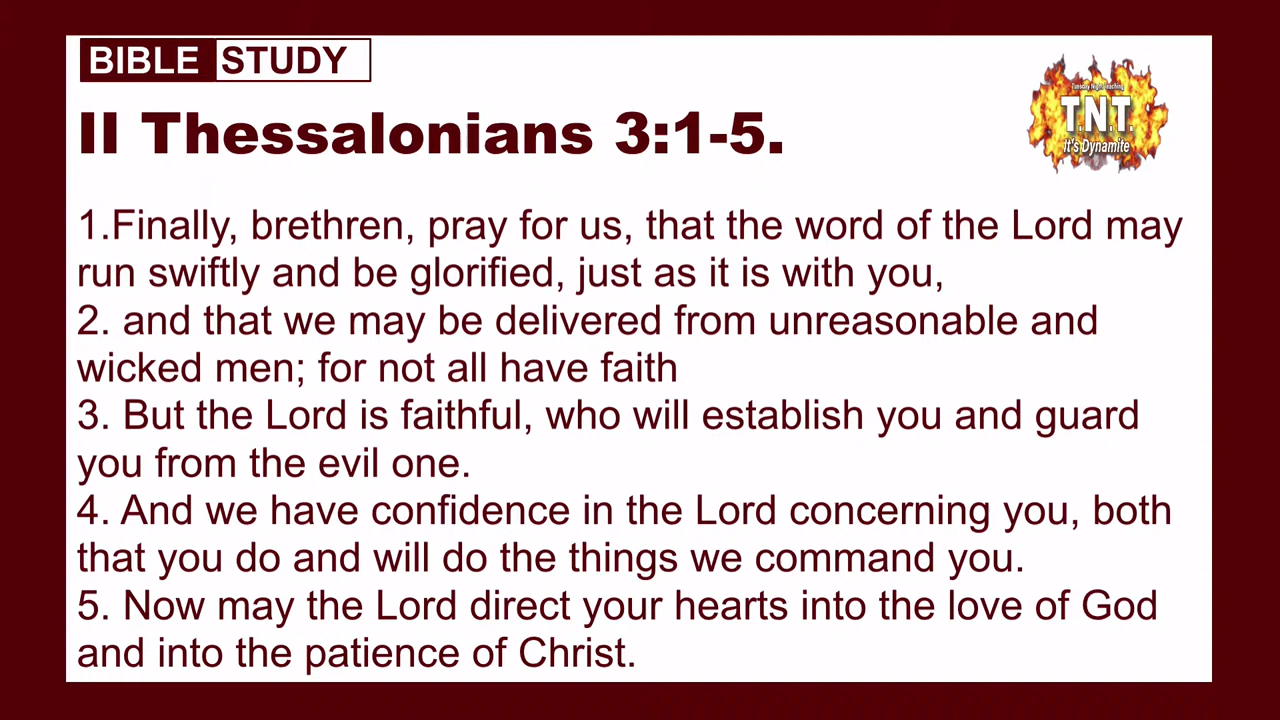 BIBLE STUDY
Tuesday Night Teaching
T.N.T.
it's Dynamite
II Thessalonians 3:1-5.
1.Finally, brethren, pray for us, that the word of the Lord may
run swiftly and be glorified, just as it is with you,
2. and that we may be delivered from unreasonable and
wicked men; for not all have faith
3. But the Lord is faithful, who will establish you and guard
you from the evil one.
4. And we have confidence in the Lord concerning you, both
that you do and will do the things we command you.
5. Now may the Lord direct your hearts into the love of God
and into the patience of Christ.